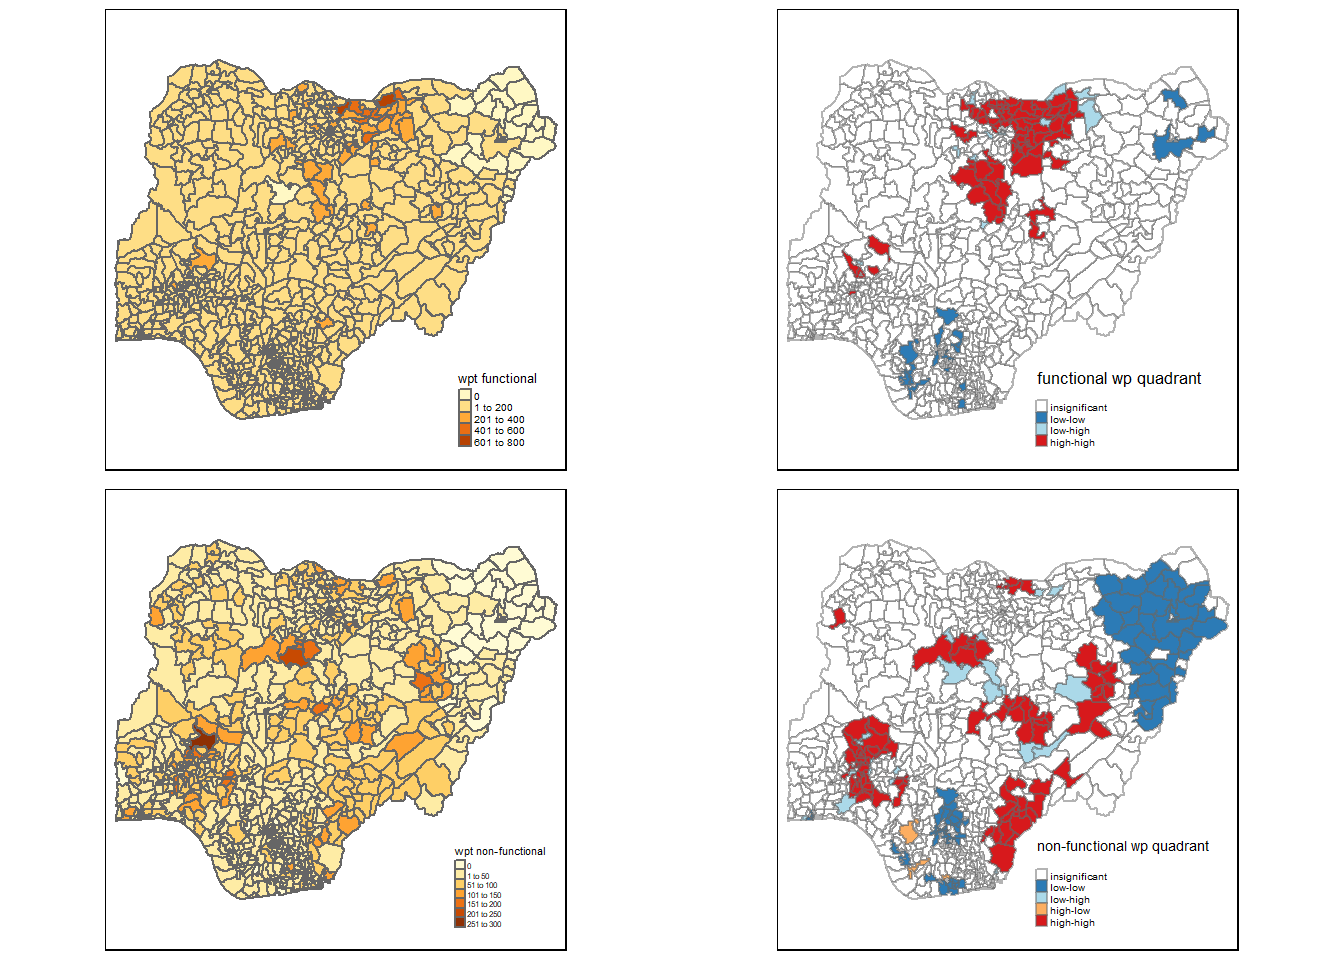 wpt functional
0
1 to 200
201 to 400
401 to 600
601 to 800
functional wp quadrant
insignificant
low-low
low-high
high-high
wpt non-functional
0
1 to 50
51 to 100
101 to 150
151 to 200
201 to 250
251 to 300
non-functional wp quadrant
insignificant
low-low
low-high
high-low
high-high